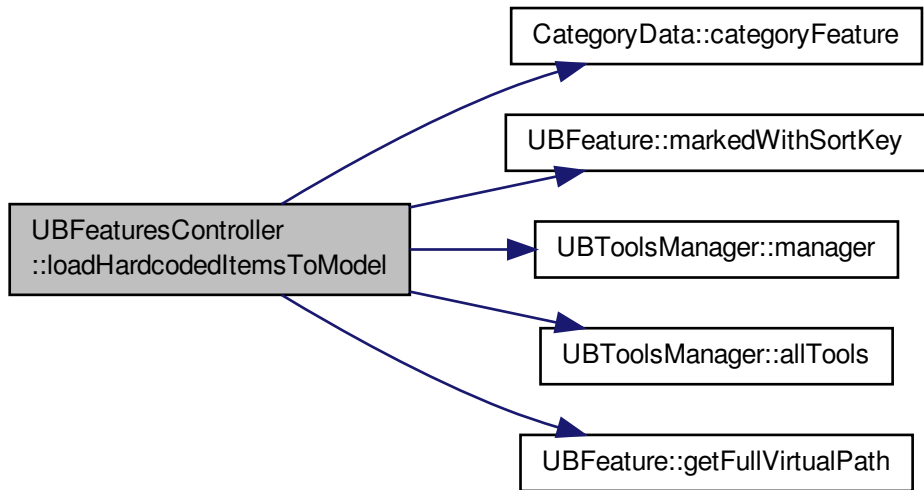 CategoryData::categoryFeature
UBFeature::markedWithSortKey
UBFeaturesController
::loadHardcodedItemsToModel
UBToolsManager::manager
UBToolsManager::allTools
UBFeature::getFullVirtualPath